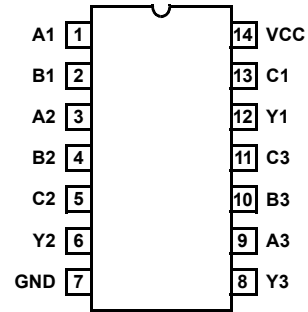 A1 1 14 VCC
B1 2 13 C1
A2 3 12 Y1
B2 4 11 C3
C2 5 10 B3
Y2 6 9 A3
GND 7 8 Y3